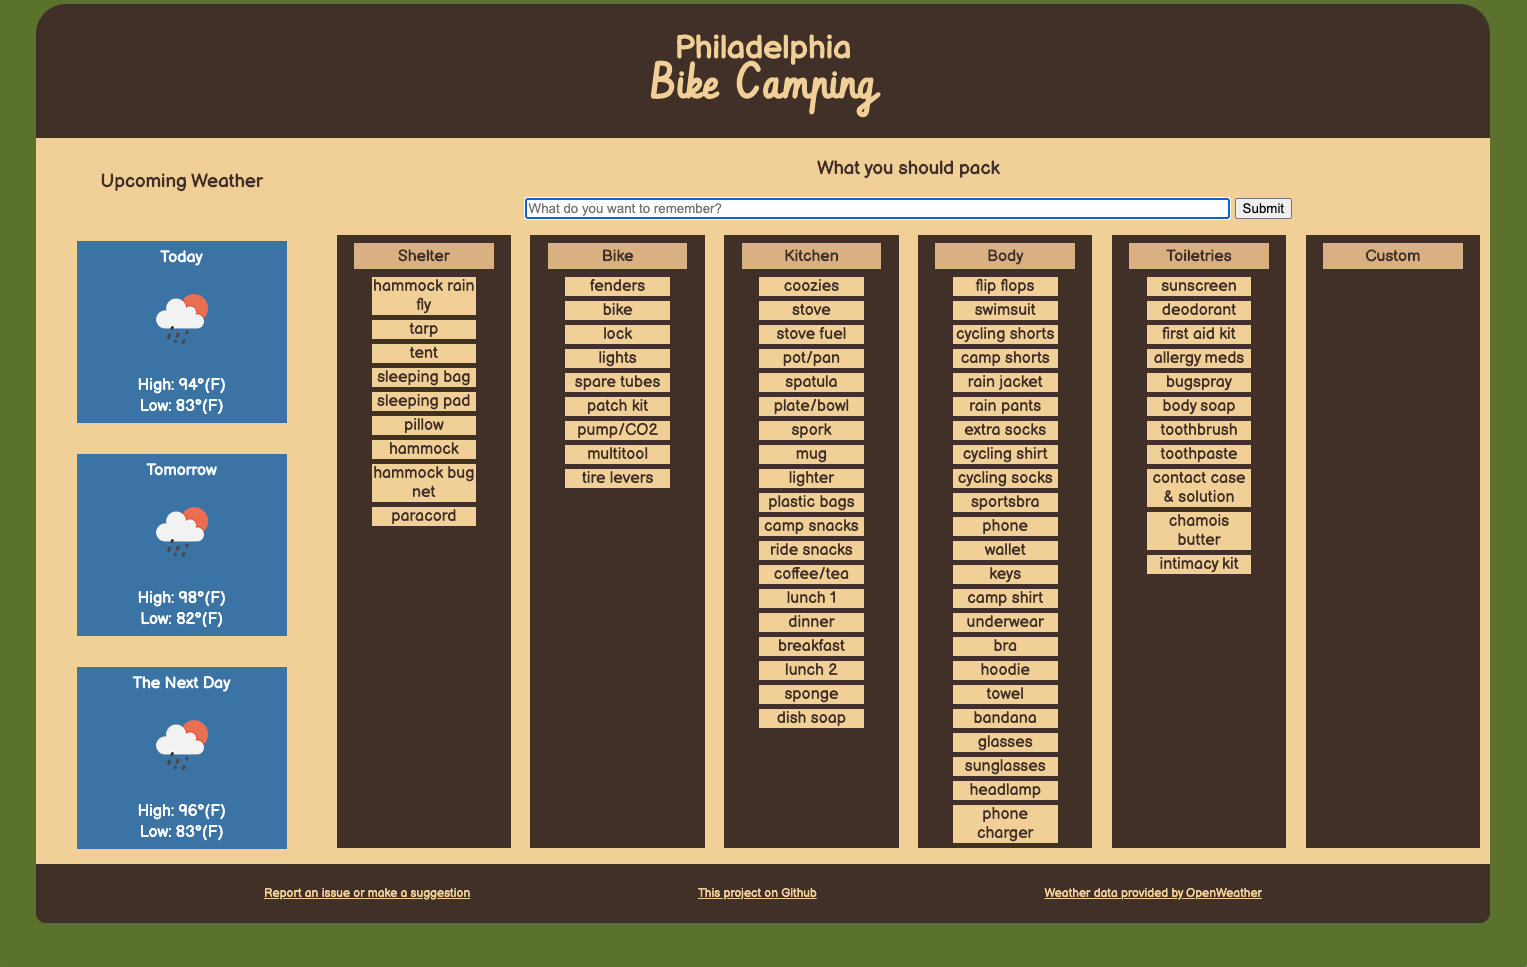 Philadelphia
Bike Camping
Upcoming Weather
Today
High: 94°(F)
Low: 83°(F)
Tomorrow
High: 98°(F)
Low: 82°(F)
The Next Day
High: 96°(F)
Low: 83°(F)
What you should pack
What do you want to remember?
Submit
Shelter
hammock rain
fly
tarp
tent
sleeping bag
sleeping pad
pillow
hammock
hammock bug
net
paracord
Bike
fenders
bike
lock
lights
spare tubes
patch kit
pump/CO2
multitool
tire levers
Kitchen
coozies
stove
stove fuel
pot/pan
spatula
plate/bowl
spork
mug
lighter
plastic bags
camp snacks
ride snacks
coffee/tea
lunch 1
dinner
breakfast
lunch 2
sponge
dish soap
Body
flip flops
swimsuit
cycling shorts
camp shorts
rain jacket
rain pants
extra socks
cycling shirt
cycling socks
sportsbra
phone
wallet
keys
camp shirt
underwear
bra
hoodie
towel
bandana
glasses
sunglasses
headlamp
phone
charger
Toiletries
sunscreen
deodorant
first aid kit
allergy meds
bugspray
body soap
toothbrush
toothpaste
contact case
& solution
chamois
butter
intimacy kit
Custom
Report an issue or make a suggestion
This project on Github
Weather data provided by OpenWeather